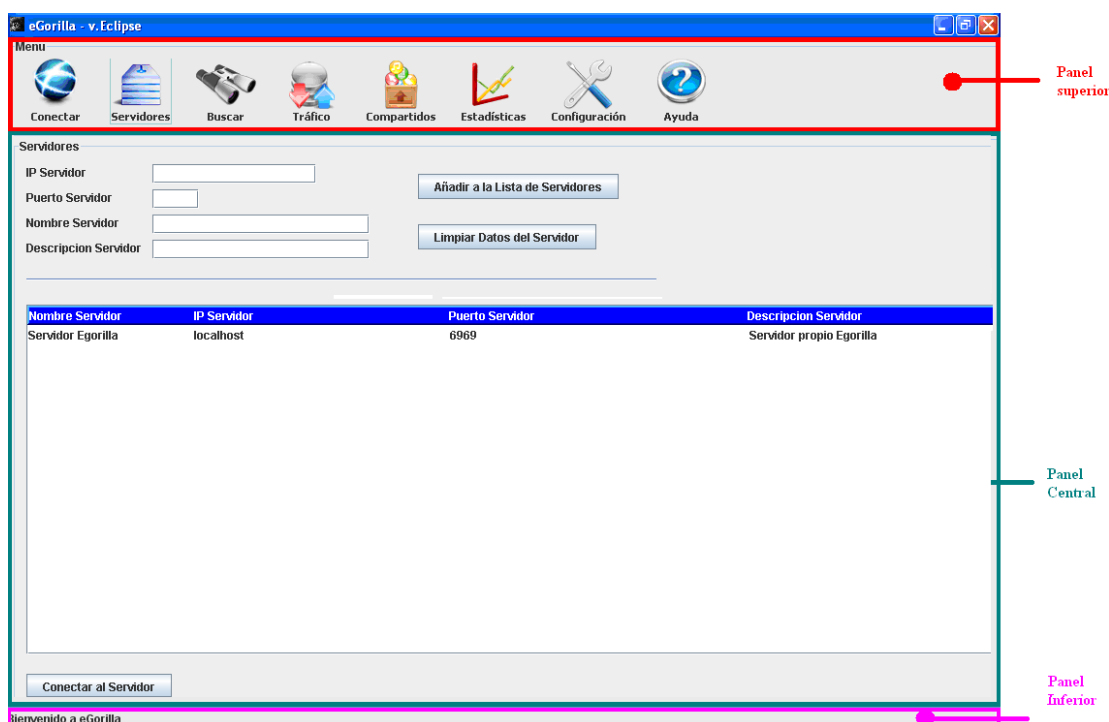 eGorilla - v.Eclipse
Menu
Conectar Servidores Buscar Tráfico Compartidos Estadísticas Configuración Ayuda
Panel
superior
Servidores
IP Servidor
Añadir a la Lista de Servidores
Puerto Servidor
Nombre Servidor
Limpiar Datos del Servidor
Descripcion Servidor
Nombre Servidor IP Servidor Puerto Servidor Descripcion Servidor
Servidor Egorilla localhost 6969 Servidor propio Egorilla
Panel
Central
Conectar al Servidor
Panel
Inferior
Bienvenido a eGorilla